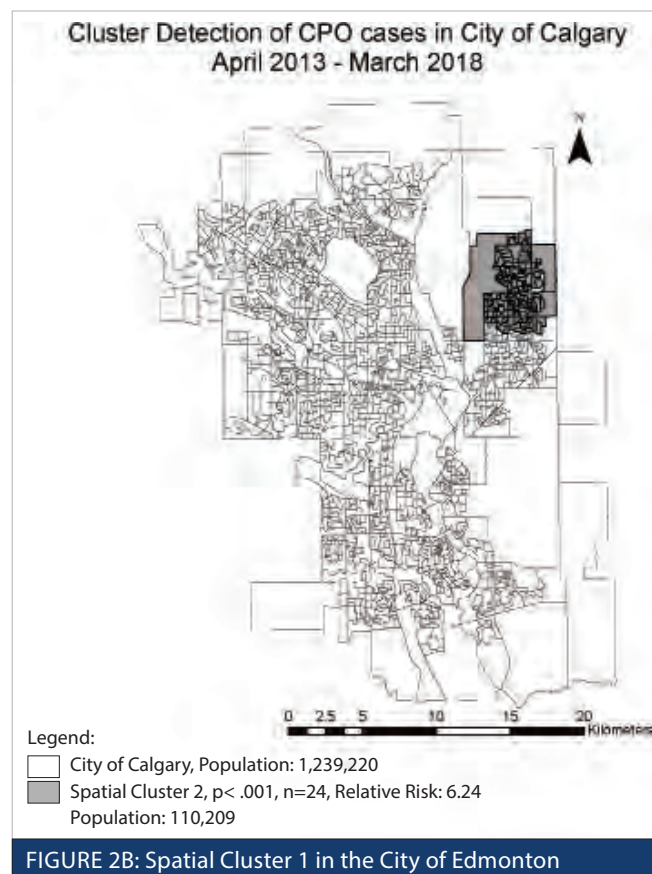 Cluster Detection of CPO cases in City of Calgary
April 2013 - March 2018
N
0 2.5 5 10 15 20
Kilometers
Legend:
City of Calgary, Population: 1,239,220
Spatial Cluster 2, p< .001, n=24, Relative Risk: 6.24
Population: 110,209
FIGURE 2B: Spatial Cluster 1 in the City of Edmonton